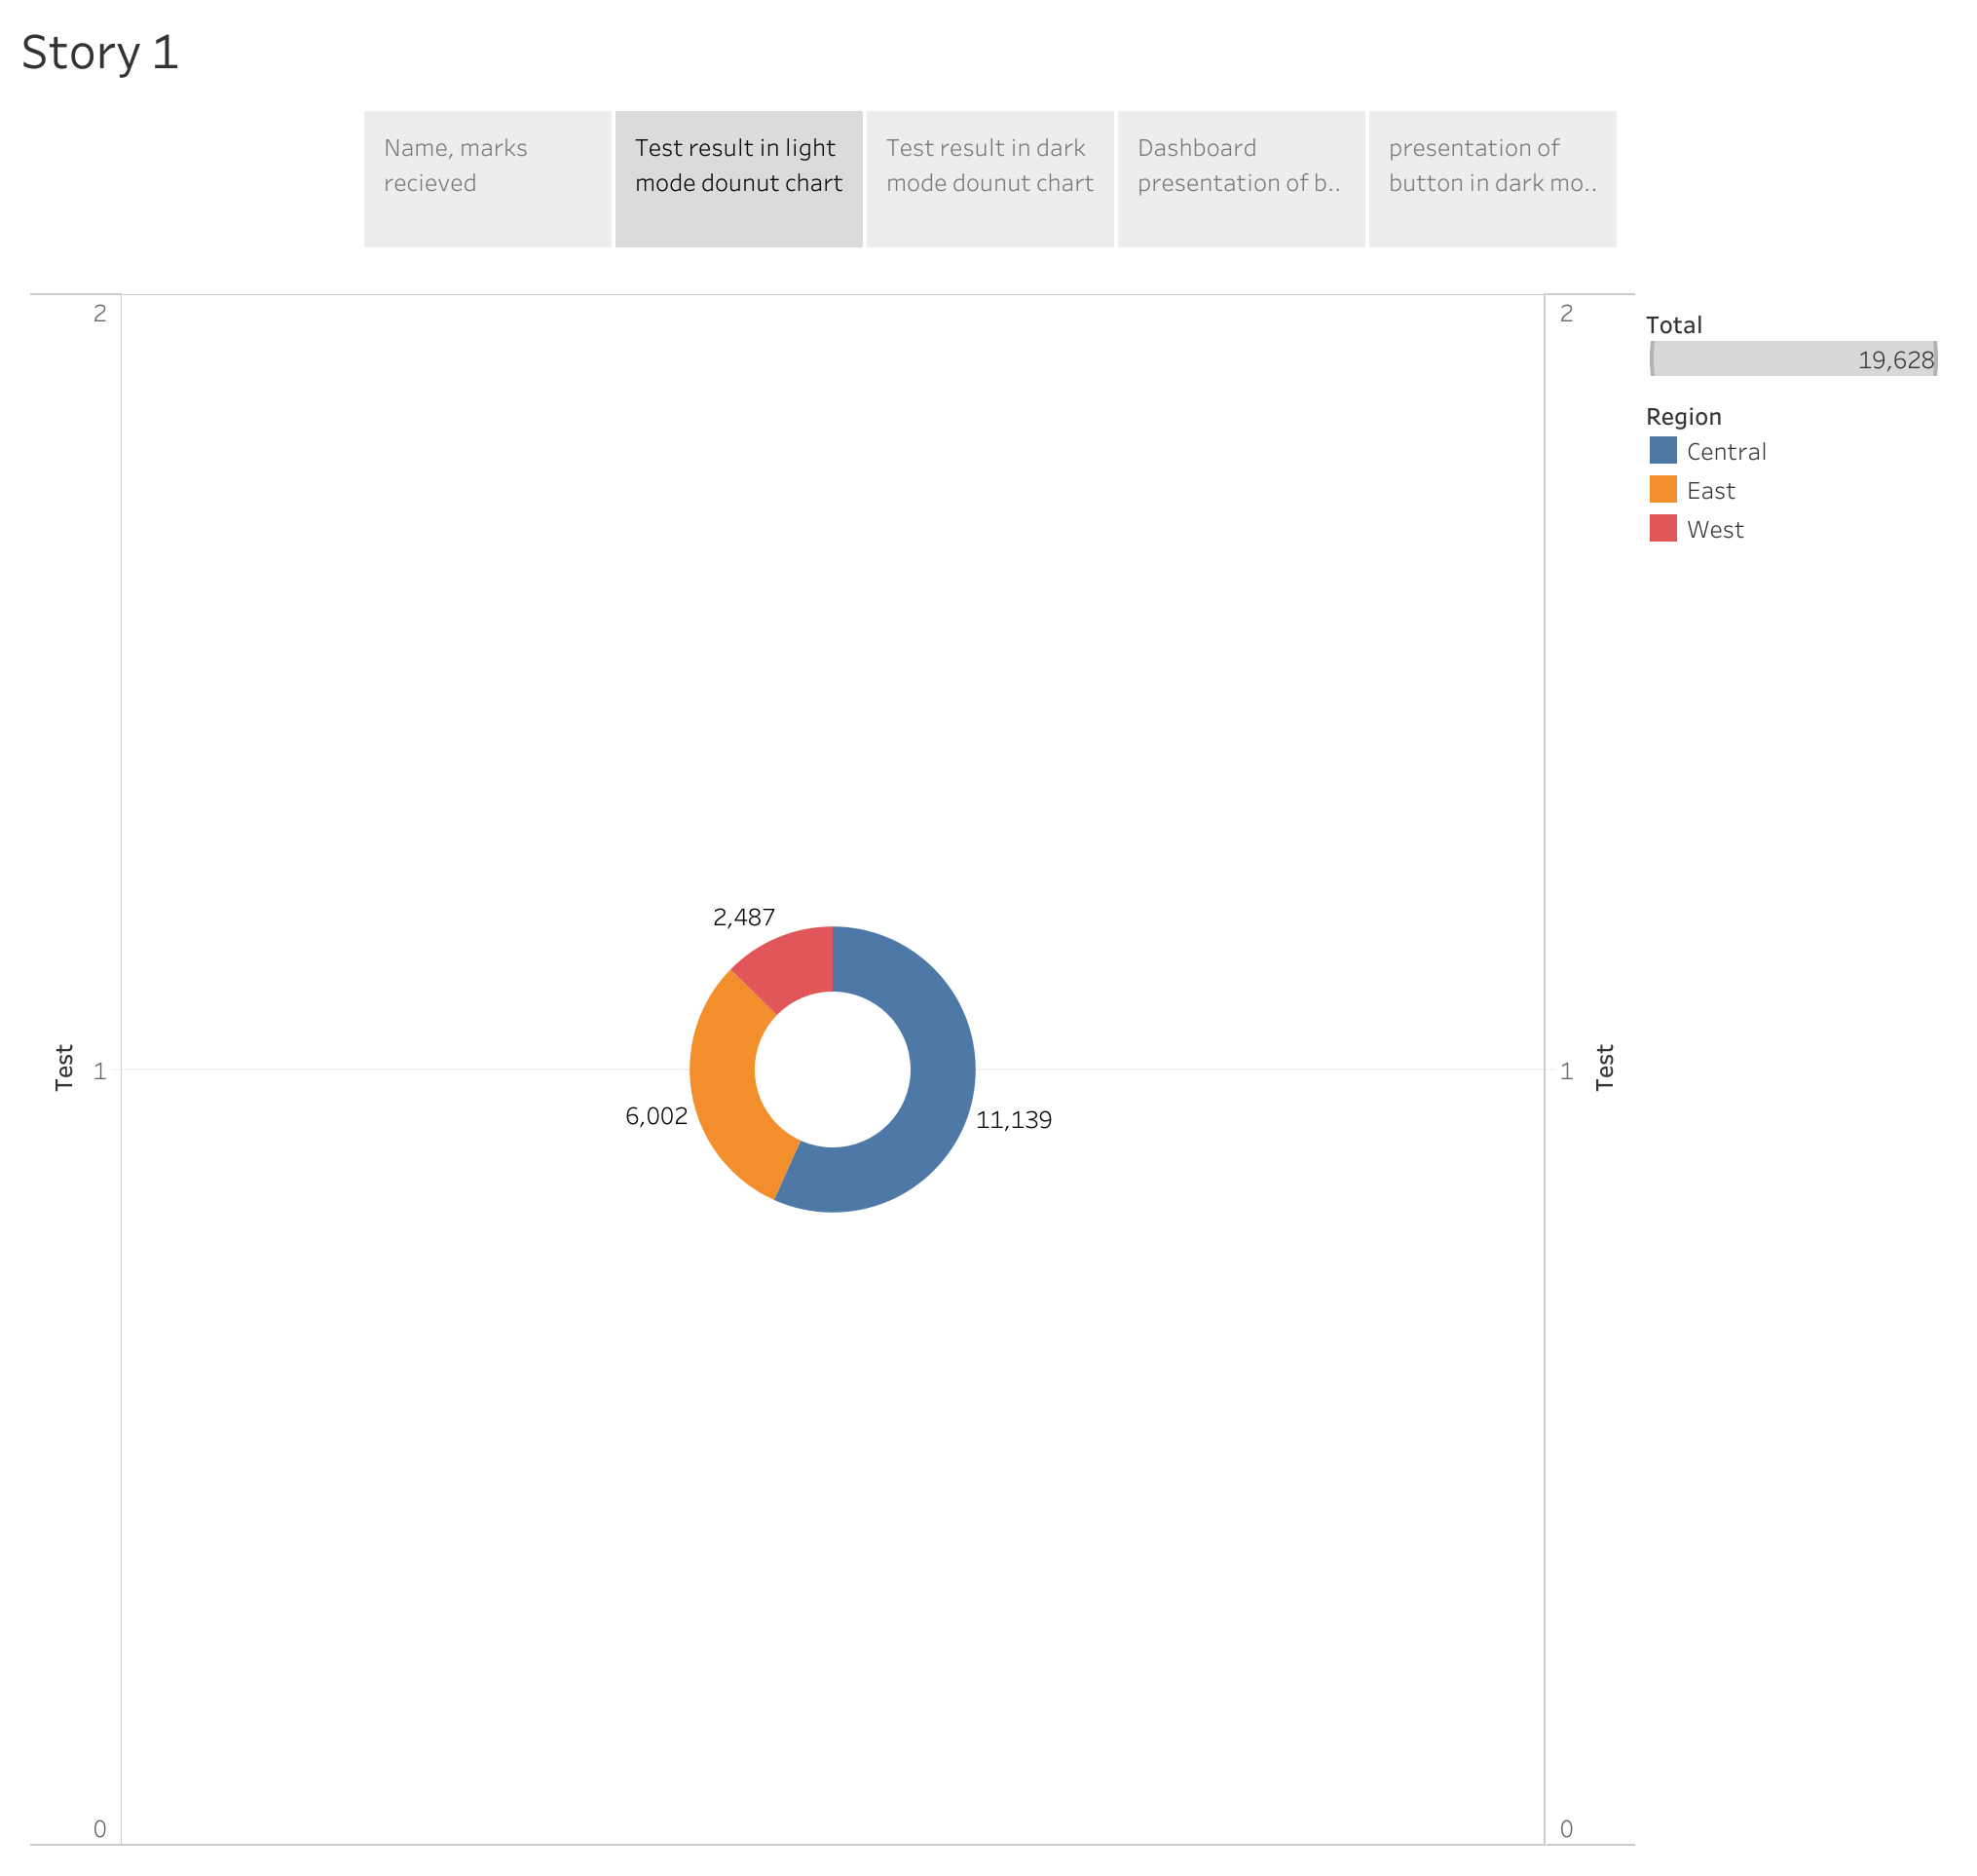 Story 1
Name, marks
recieved
Test result in light
mode dounut chart
Test result in dark
mode dounut chart
Dashboard
presentation of b..
presentation of
button in dark mo..
2
2
Total
19,628
Region
Central
East
West
2,487
Test
1
1
Test
6,002
11,139
0
0